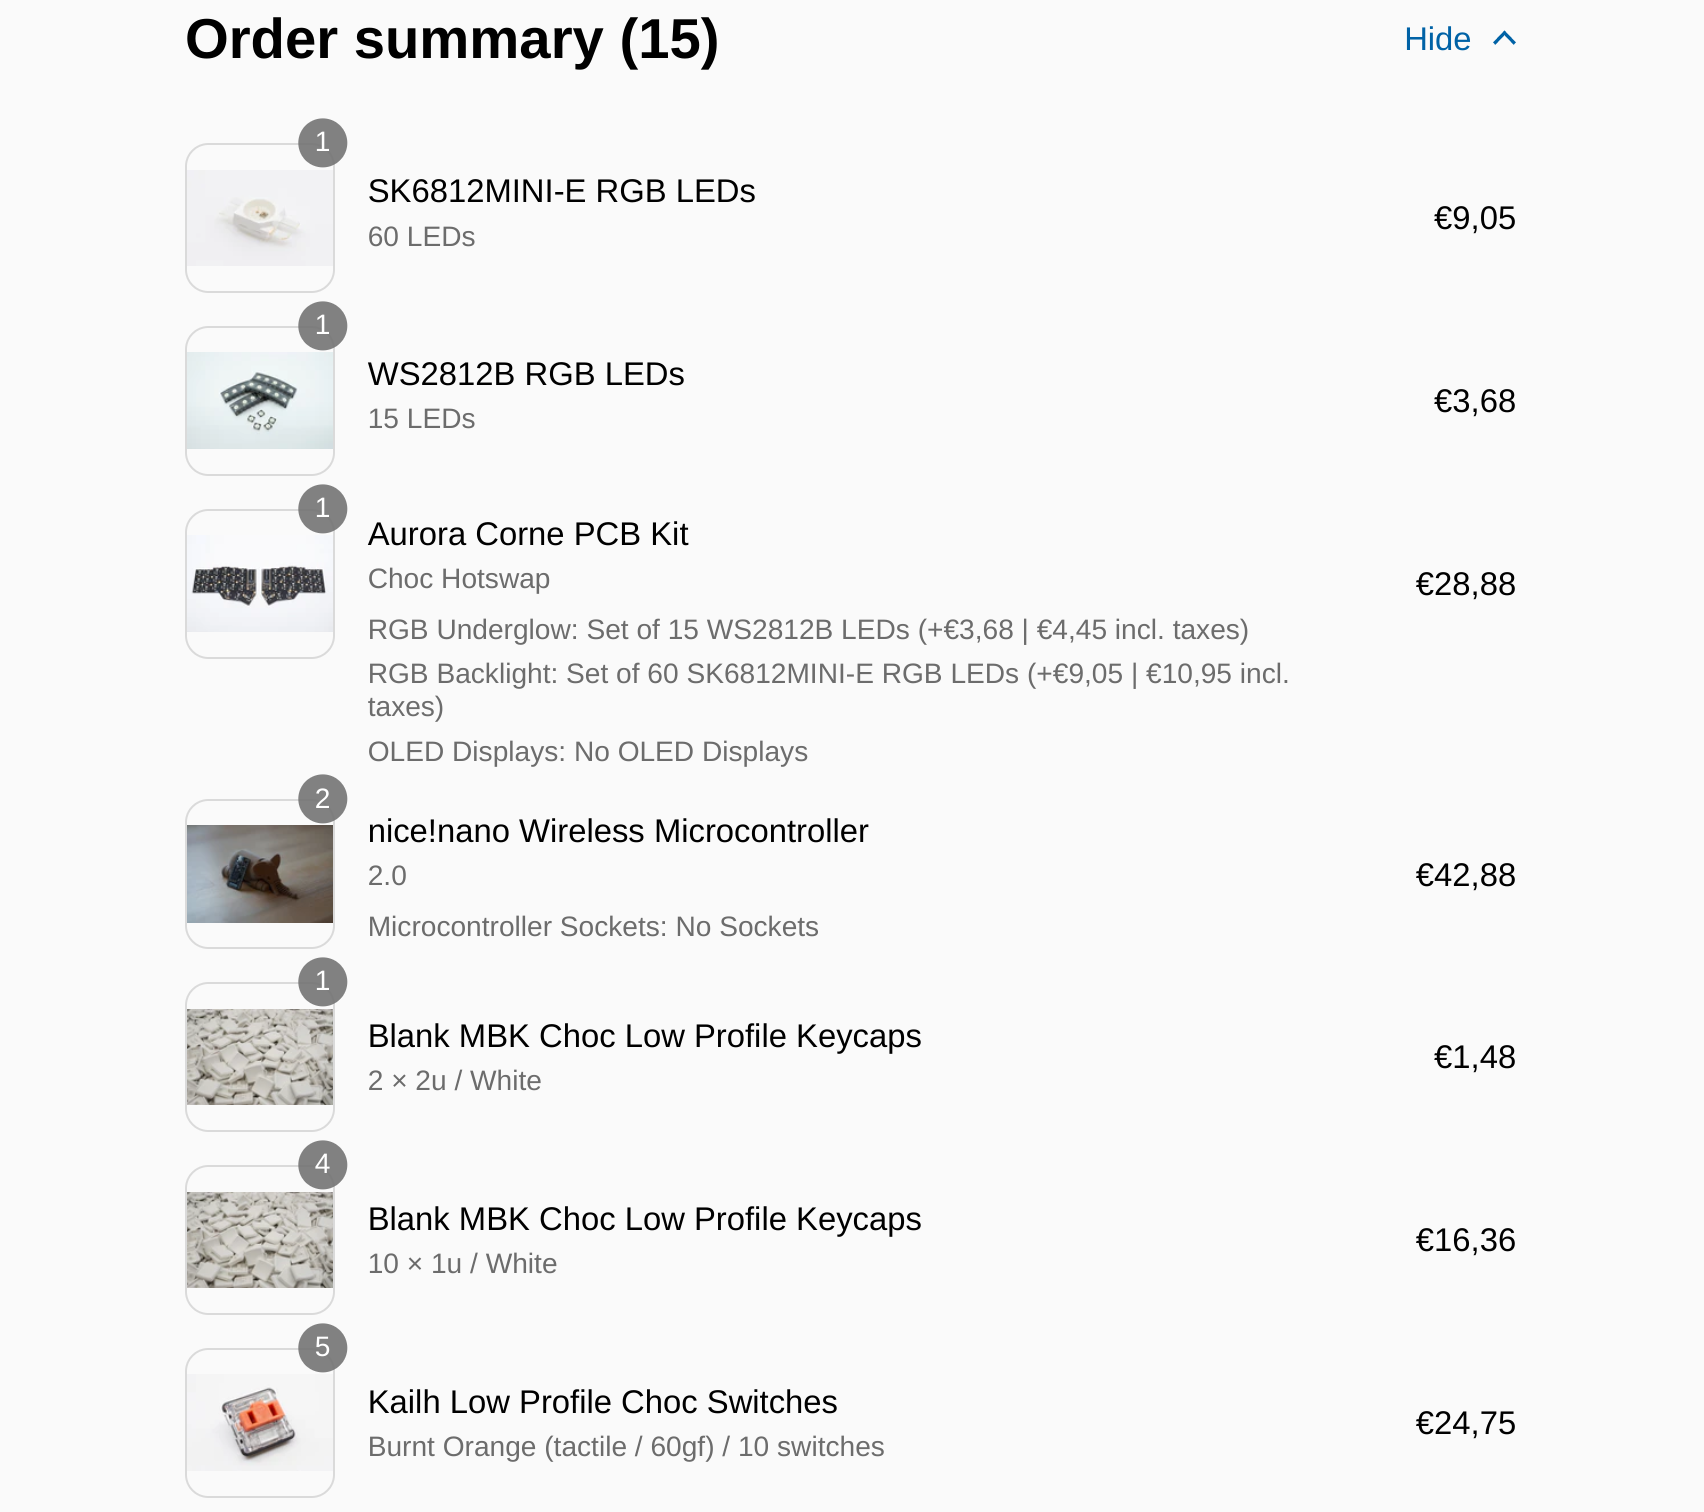 Order summary (15)
Hide
1
SK6812MINI-E RGB LEDs
60 LEDs
€9,05
1
WS2812B RGB LEDs
15 LEDs
€3,68
1
Aurora Corne PCB Kit
Choc Hotswap
€28,88
RGB Underglow: Set of 15 WS2812B LEDs (+€3,68 | €4,45 incl. taxes)
RGB Backlight: Set of 60 SK6812MINI-E RGB LEDs (+€9,05 | €10,95 incl.
taxes)
OLED Displays: No OLED Displays
2
nice!nano Wireless Microcontroller
2.0
€42,88
Microcontroller Sockets: No Sockets
1
Blank MBK Choc Low Profile Keycaps
2 × 2u / White
€1,48
4
Blank MBK Choc Low Profile Keycaps
10 × 1u / White
€16,36
5
Kailh Low Profile Choc Switches
Burnt Orange (tactile / 60gf) / 10 switches
€24,75